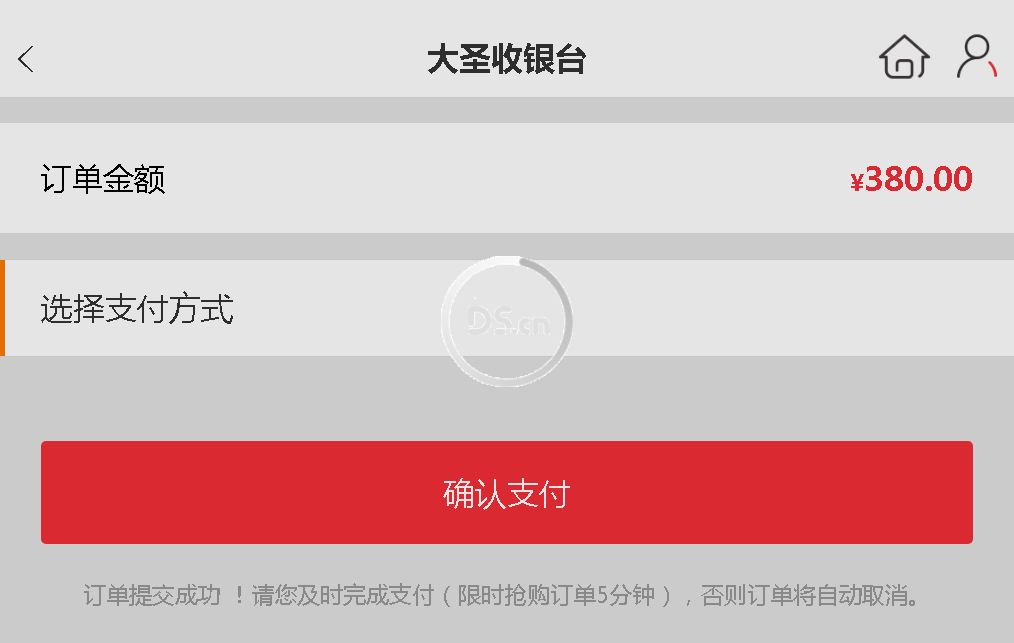 大圣收银台
订单金额
¥380.00
选择支付方式
DS.cn
确认支付
订单提交成功 ！请您及时完成支付（限时抢购订单5分钟），否则订单将自动取消。